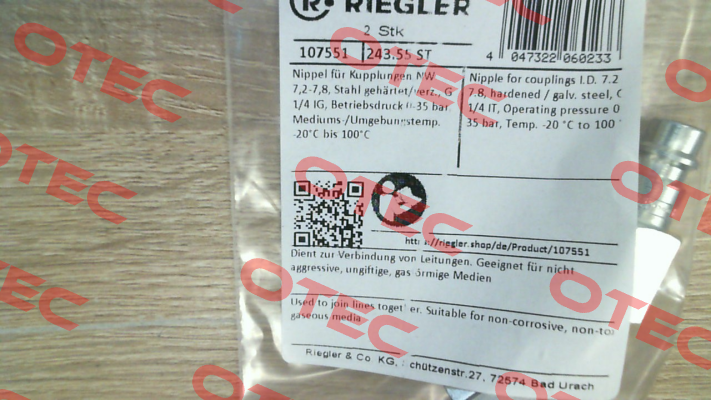 RIEGLER
2 Stk
107551 243.55 ST
4 047322 060233
Nippel für Kupplungen NW
7,2-7,8, Stahl gehärtet/verz., G
1/4 IG, Betriebsdruck 0-35 bar
Mediums-/Umgebungstemp.
-20°C bis 100°C
Nipple for couplings I.D. 7.2
7.8, hardened / galv. steel, G
1/4 IT, Operating pressure 0
35 bar, Temp. -20 °C to 100
http://riegler.shop/de/Product/107551
Dient zur Verbindung von Leitungen. Geeignet für nicht
aggressive, ungiftige, gasförmige Medien
Used to join lines together. Suitable for non-corrosive, non-to
gaseous media
Riegler & Co. KG, Schützenstr.27, 72574 Bad Urach
OTEC
OTEC
OTEC
OTEC
OTEC
OTEC
OTEC
OTEC
OTEC
OTEC